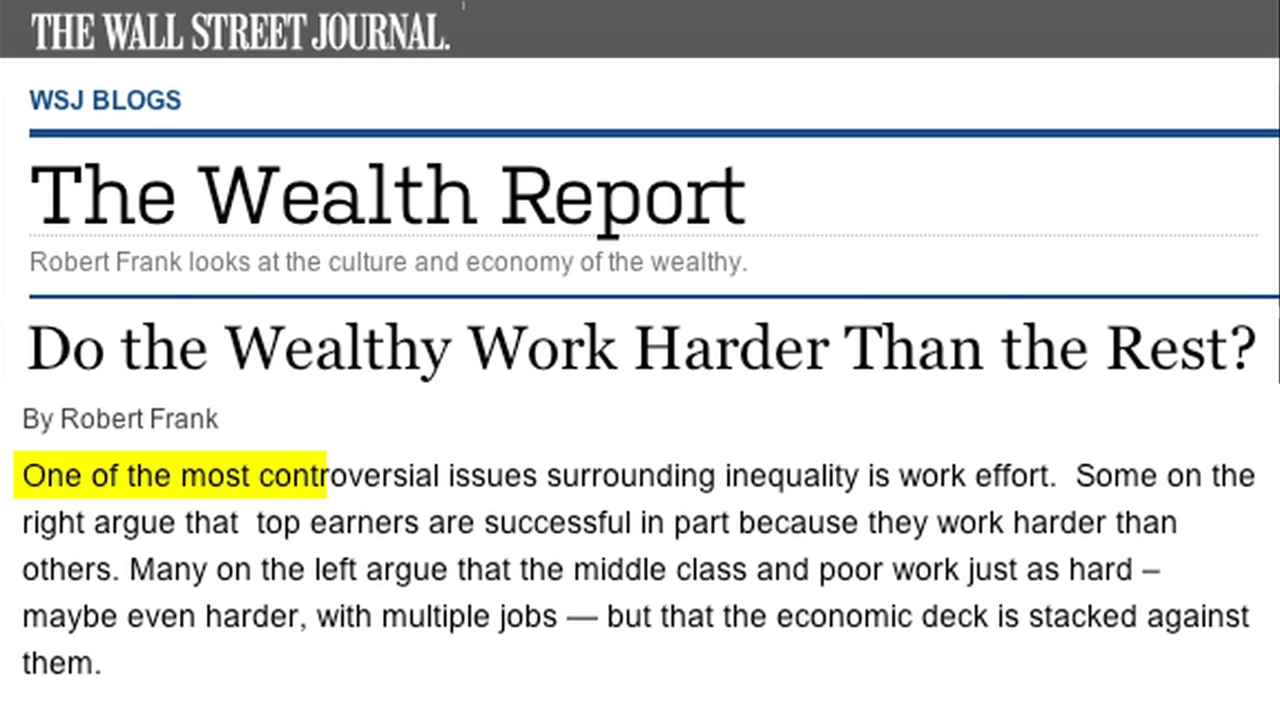 THE WALL STREET JOURNAL.
WSJ BLOGS
The Wealth Report
Robert Frank looks at the culture and economy of the wealthy.
Do the Wealthy Work Harder Than the Rest?
By Robert Frank
One of the most controversial issues surrounding inequality is work effort.  Some on the
right argue that  top earners are successful in part because they work harder than
others. Many on the left argue that the middle class and poor work just as hard –
maybe even harder, with multiple jobs — but that the economic deck is stacked against
them.